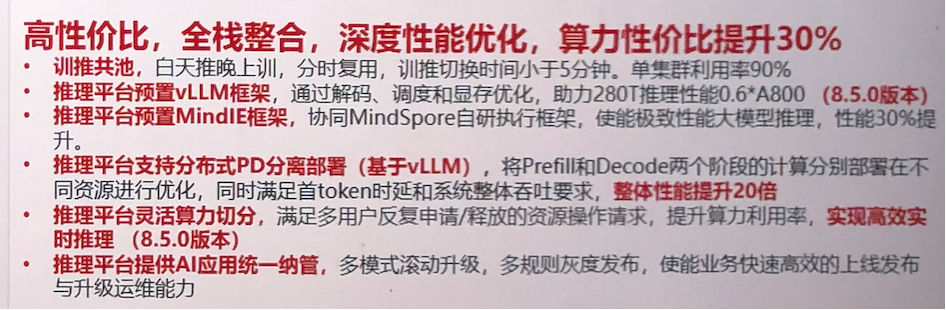 高性价比，全栈整合，深度性能优化，算力性价比提升30%
• 训推共池，白天推晚上训，分时复用，训推切换时间小于5分钟。单集群利用率90%
• 推理平台预置vLLM框架，通过解码、调度和显存优化，助力280T推理性能0.6*A800 （8.5.0版本）
• 推理平台预置MindIE框架，协同MindSpore自研执行框架，使能极致性能大模型推理，性能30%提
升。
• 推理平台支持分布式PD分离部署（基于vLLM），将Prefill和Decode两个阶段的计算分别部署在不
同资源进行优化，同时满足首token时延和系统整体吞吐要求，整体性能提升20倍
• 推理平台灵活算力切分，满足多用户反复申请/释放的资源操作请求，提升算力利用率，实现高效实
时推理 （8.5.0版本）
• 推理平台提供AI应用统一纳管，多模式滚动升级，多规则灰度发布，使能业务快速高效的上线发布
与升级运维能力